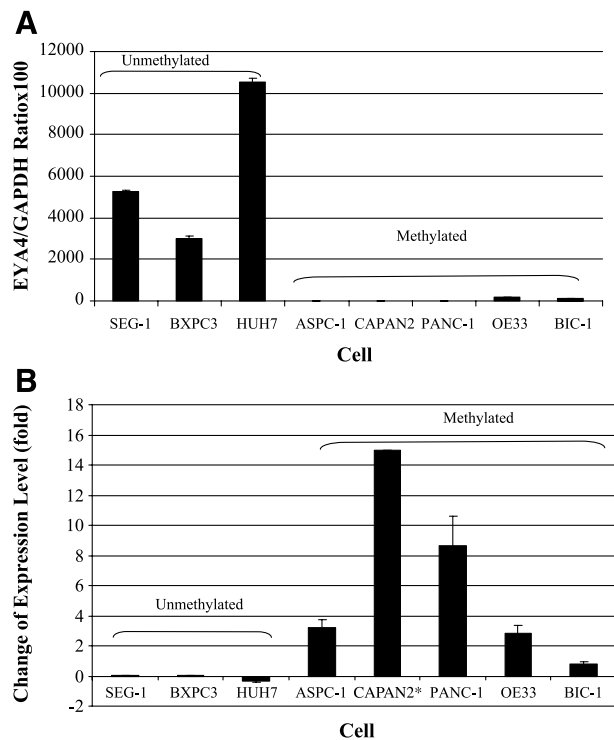 A
EYA4/GAPDH Ratiox100
12000
10000
8000
6000
4000
2000
0
Unmethylated
Methylated
SEG-1 BXPC3 HUH7 ASPC-1 CAPAN2 PANC-1 OE33 BIC-1
Cell
B
Change of Expression Level (fold)
18
16
14
12
10
8
6
4
2
0
-2
Methylated
Unmethylated
SEG-1 BXPC3 HUH7 ASPC-1 CAPAN2* PANC-1 OE33 BIC-1
Cell